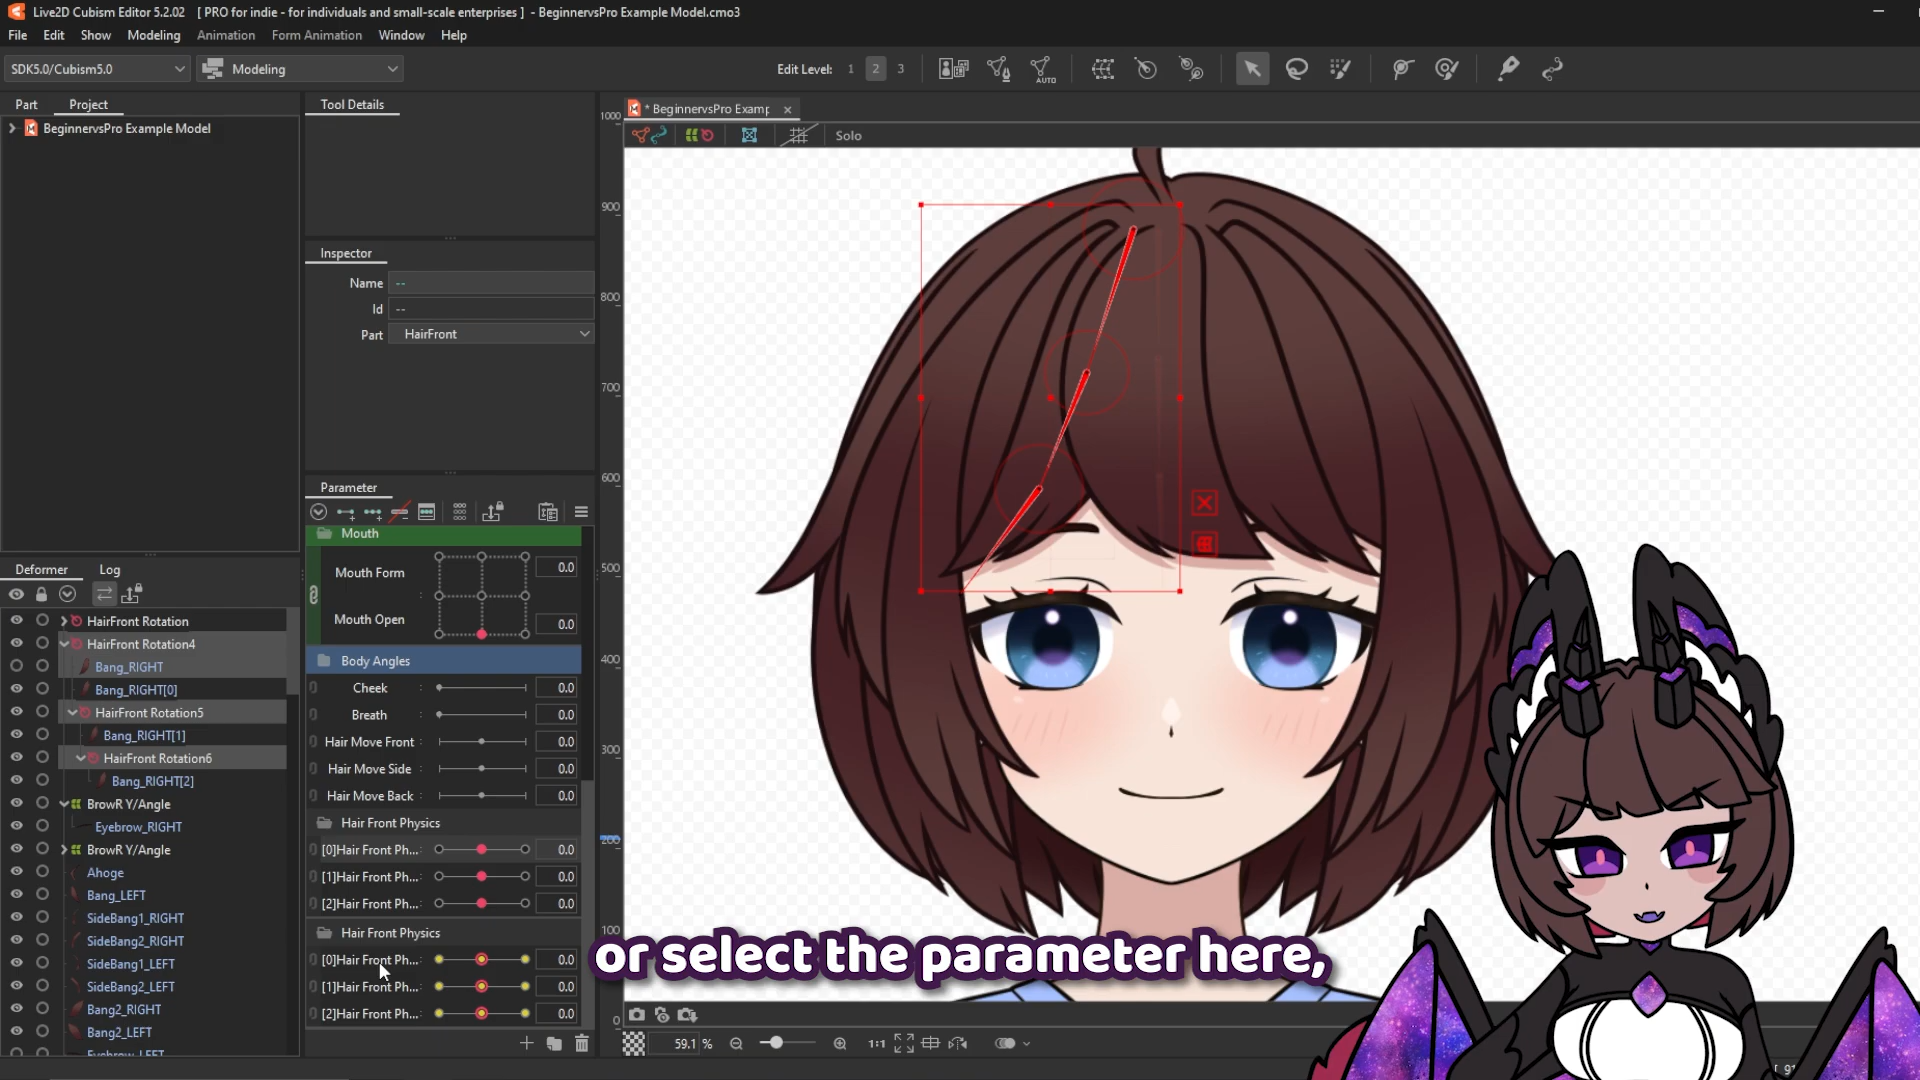 Live2D Cubism Editor 5.2.02 [ PRO for indie - for individuals and small-scale enterprises ] - BeginnervsPro Example Model.cmo3
File Edit Show Modeling Animation Form Animation Window Help
SDK5.0/Cubism5.0 Modeling Edit Level: 1 2 3 AUTO
Part Project
BeginnervsPro Example Model
Tool Details
* BeginnervsPro Examp
Solo
Inspector
Name --
Id --
Part HairFront
Parameter
Mouth
Mouth Form 0.0
Mouth Open 0.0
Body Angles
Cheek : 0.0
Breath : 0.0
Hair Move Front : 0.0
Hair Move Side : 0.0
Hair Move Back : 0.0
Hair Front Physics
[0]Hair Front Ph...: 0.0
[1]Hair Front Ph...: 0.0
[2]Hair Front Ph...: 0.0
Hair Front Physics
[0]Hair Front Ph...: 0.0
[1]Hair Front Ph...: 0.0
[2]Hair Front Ph...: 0.0
Deformer Log
HairFront Rotation
HairFront Rotation4
Bang_RIGHT
Bang_RIGHT[0]
HairFront Rotation5
Bang_RIGHT[1]
HairFront Rotation6
Bang_RIGHT[2]
BrowR Y/Angle
Eyebrow_RIGHT
BrowR Y/Angle
Ahoge
Bang_LEFT
SideBang1_RIGHT
SideBang2_RIGHT
SideBang1_LEFT
SideBang2_LEFT
Bang2_RIGHT
Bang2_LEFT
Eyebrow_LEFT
1000
900
800
700
600
500
400
300
200
100
0
or select the parameter here,
59.1 % 1:1